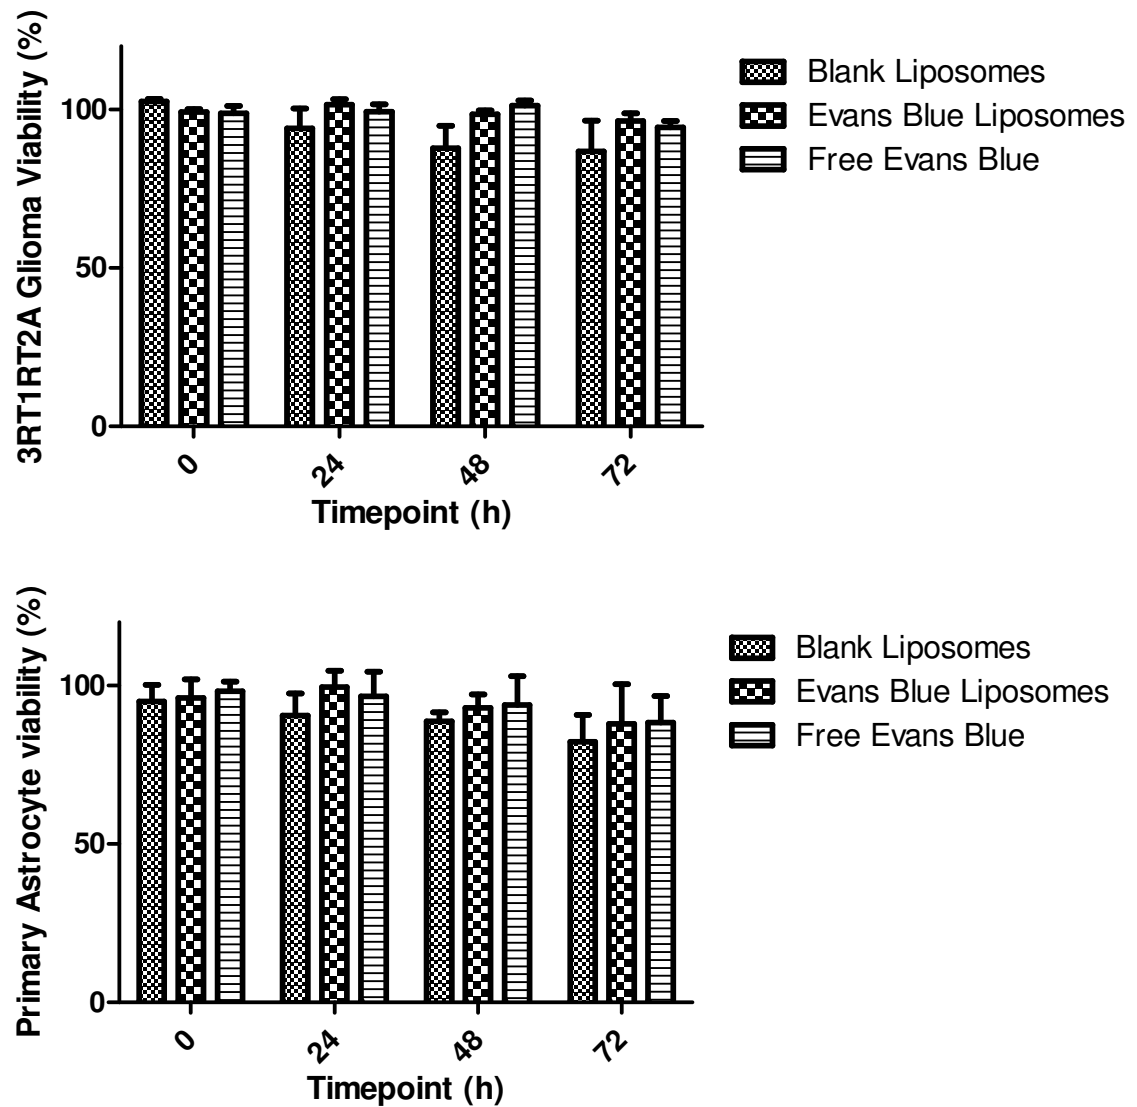 3RT1RT2A Glioma Viability (%)
100
50
0
0
24
48
72
Timepoint (h)
Blank Liposomes
Evans Blue Liposomes
Free Evans Blue
Primary Astrocyte viability (%)
100
50
0
0
24
48
72
Timepoint (h)
Blank Liposomes
Evans Blue Liposomes
Free Evans Blue